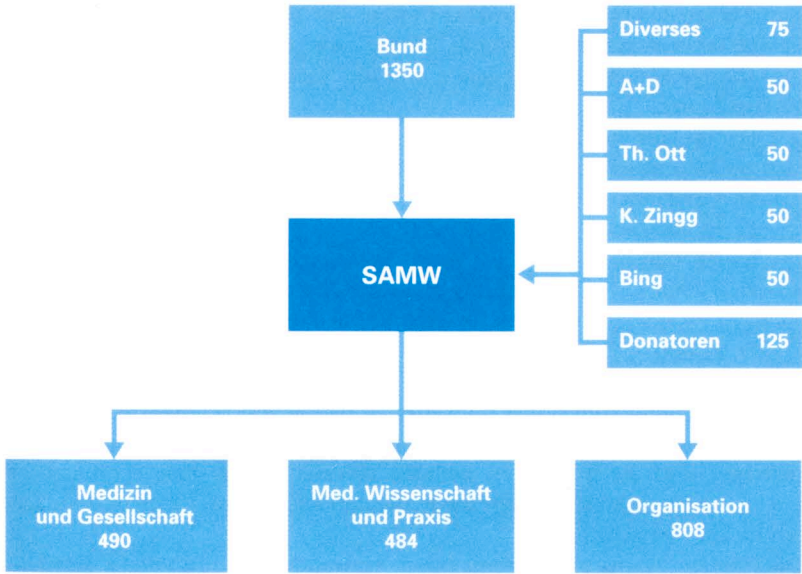 Bund
1350
Diverses 75
A+D 50
Th. Ott 50
K. Zingg 50
Bing 50
Donatoren 125
SAMW
Medizin
und Gesellschaft
490
Med. Wissenschaft
und Praxis
484
Organisation
808